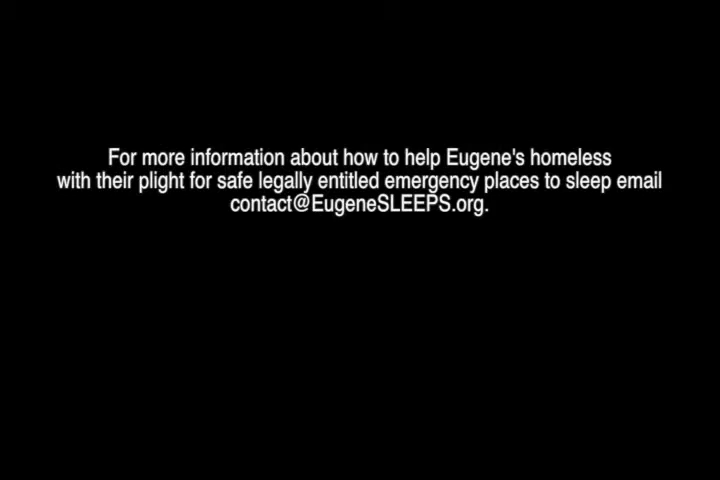 For more information about how to help Eugene's homeless
with their plight for safe legally entitled emergency places to sleep email
contact@EugeneSLEEPS.org.